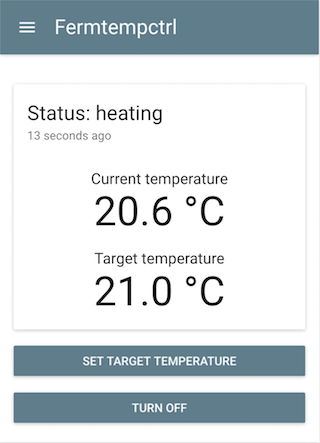 Fermtempctrl
Status: heating
13 seconds ago
Current temperature
20.6 °C
Target temperature
21.0 °C
SET TARGET TEMPERATURE
TURN OFF